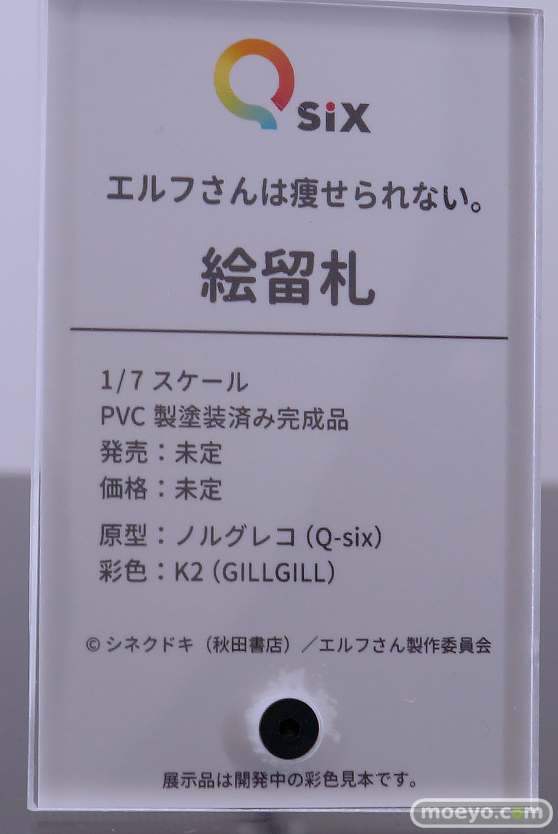 Q siX
エルフさんは痩せられない。
絵留札
1/7 スケール
PVC 製塗装済み完成品
発売：未定
価格：未定
原型：ノルグレコ（Q-six）
彩色：K2（GILLGILL）
© シネクドキ（秋田書店）／エルフさん製作委員会
展示品は開発中の彩色見本です。
moeyo.com